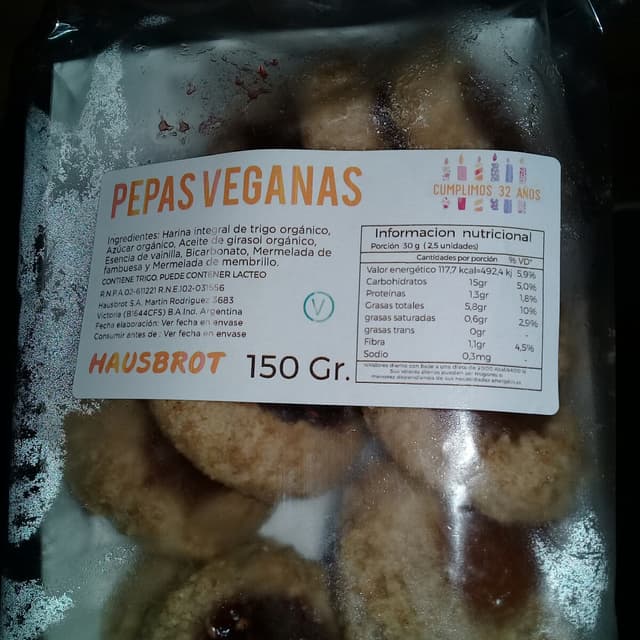 PEPAS VEGANAS
CUMPLIMOS 32 AÑOS
Ingredientes: Harina integral de trigo orgánico,
Azúcar orgánico, Aceite de girasol orgánico,
Esencia de vainilla, Bicarbonato, Mermelada de
fambuesa y Mermelada de membrillo.
CONTIENE TRIGO PUEDE CONTENER LACTEO
R.N.P.A.02-611221 R.N.E.)02-031556
Hausbrot S.A. Martin Rodriguez 3683
Victoria (B1644CFS) B.A Ind. Argentina
Fecha elaboración: Ver fecha en envase
Consumir antes de : Ver fecha en envase
V
HAUSBROT 150 Gr.
Informacion nutricional
Porción 30 g (2,5 unidades)
Cantidades por porción % VD*
Valor energético 117.7 kcal=492,4 kj 5,9%
Carbohidratos 15gr 5,0%
Proteínas 1.3gr 1,8%
Grasas totales 5,8gr 10%
grasas saturadas 0,6gr 2,9%
grasas trans 0gr
Fibra 1,1gr 4,5%
Sodio 0,3mg